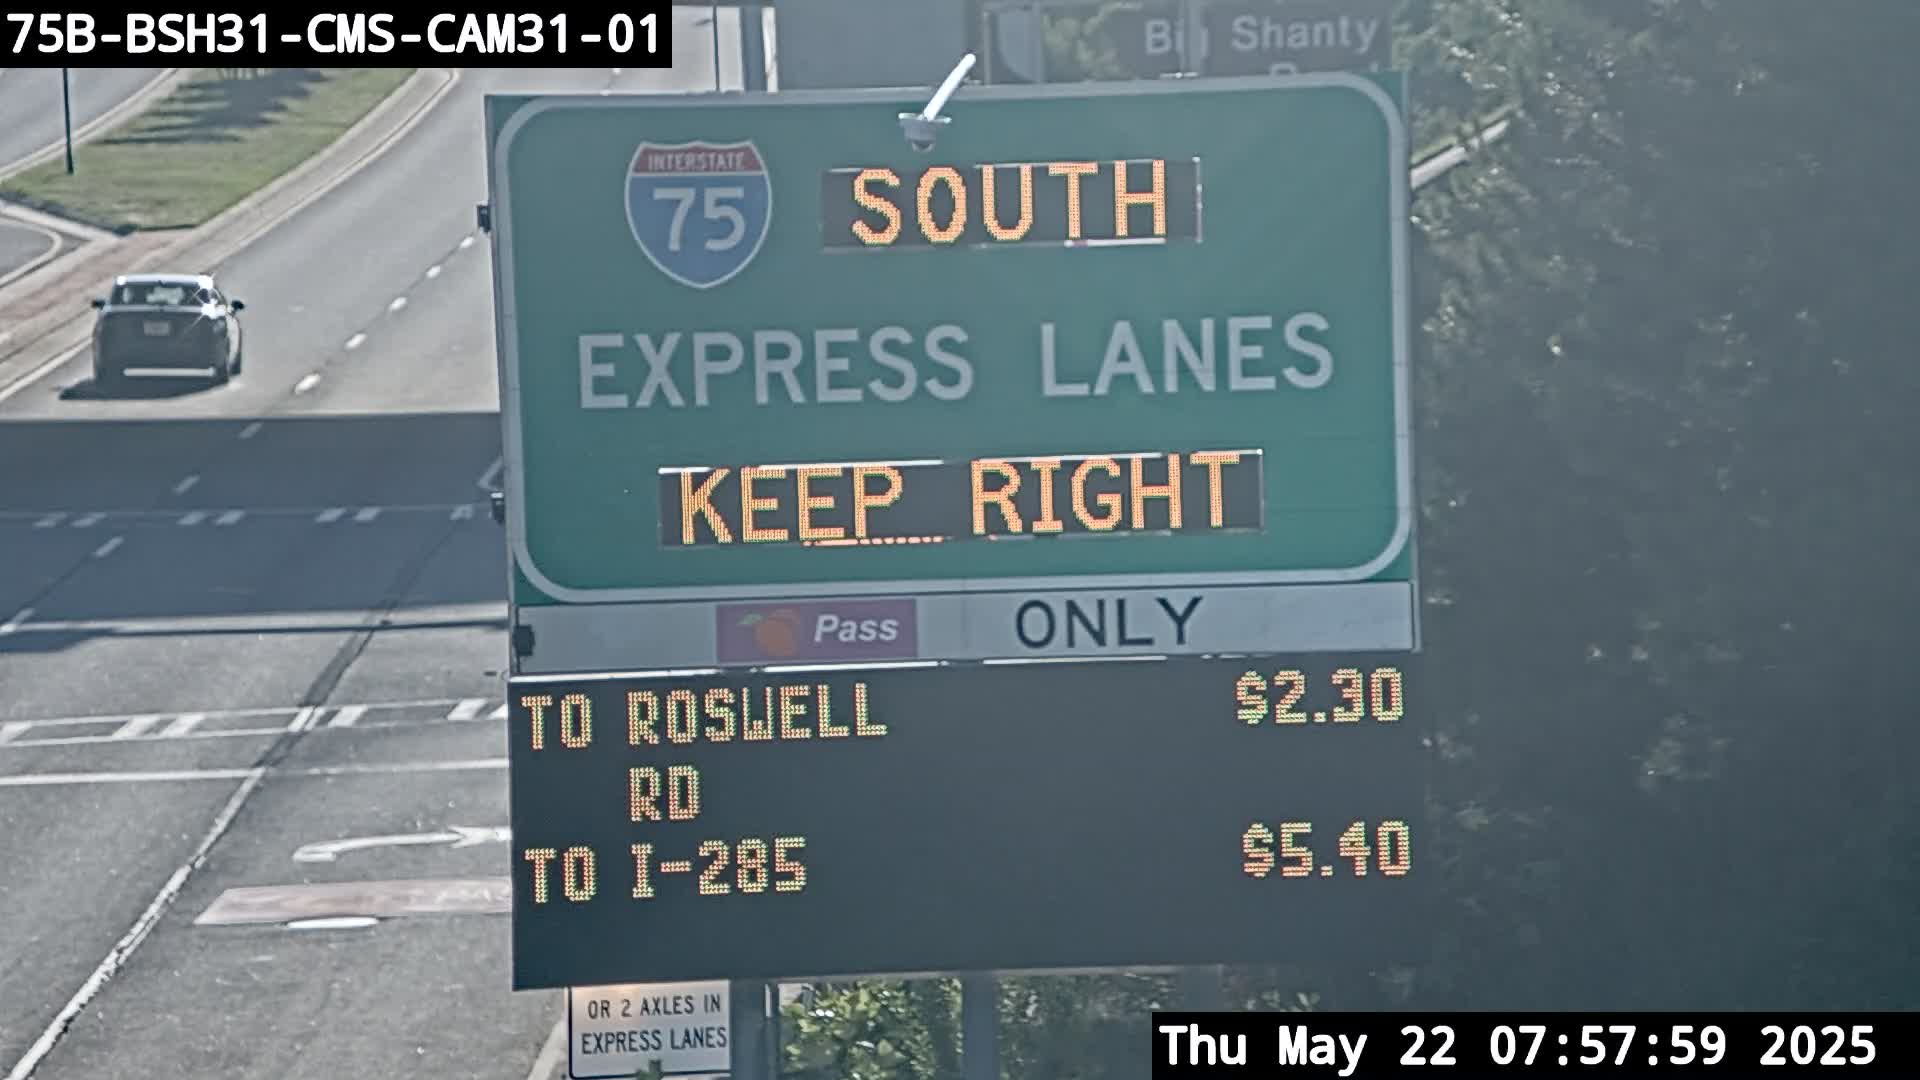 75B-BSH31-CMS-CAM31-01
Big Shanty
INTERSTATE
75
SOUTH
EXPRESS LANES
KEEP RIGHT
Pass ONLY
TO ROSWELL $2.30
RD
TO I-285 $5.40
OR 2 AXLES IN
EXPRESS LANES
Thu May 22 07:57:59 2025